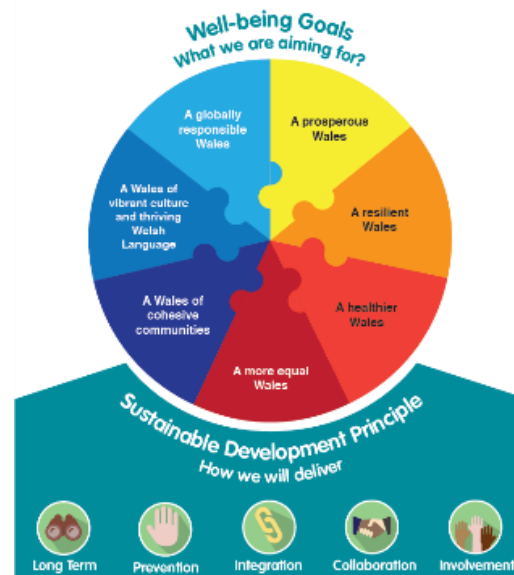 Well-being Goals
What we are aiming for?
A globally
responsible
Wales
A prosperous
Wales
A Wales of
vibrant culture
and thriving
Welsh
Language
A resilient
Wales
A Wales of
cohesive
communities
A healthier
Wales
A more equal
Wales
Sustainable Development Principle
How we will deliver
Long Term
Prevention
Integration
Collaboration
Involvement